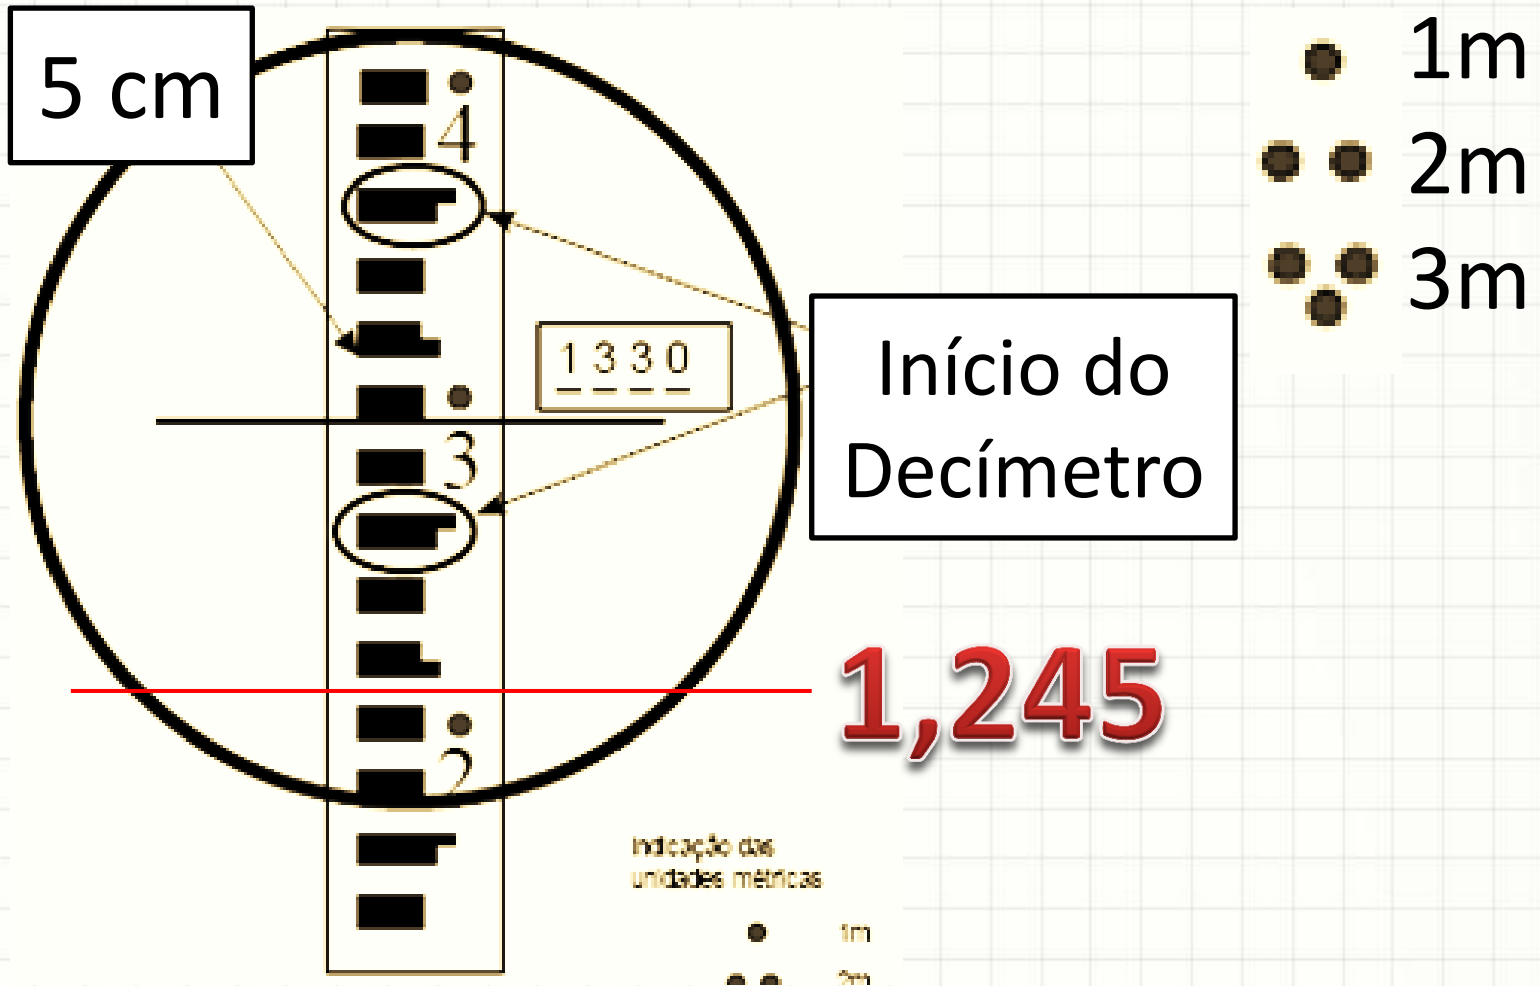 5 cm
4
1330
3
2
1m
2m
3m
Início do
Decímetro
1,245
Indicação das
unidades métricas
1m
2m